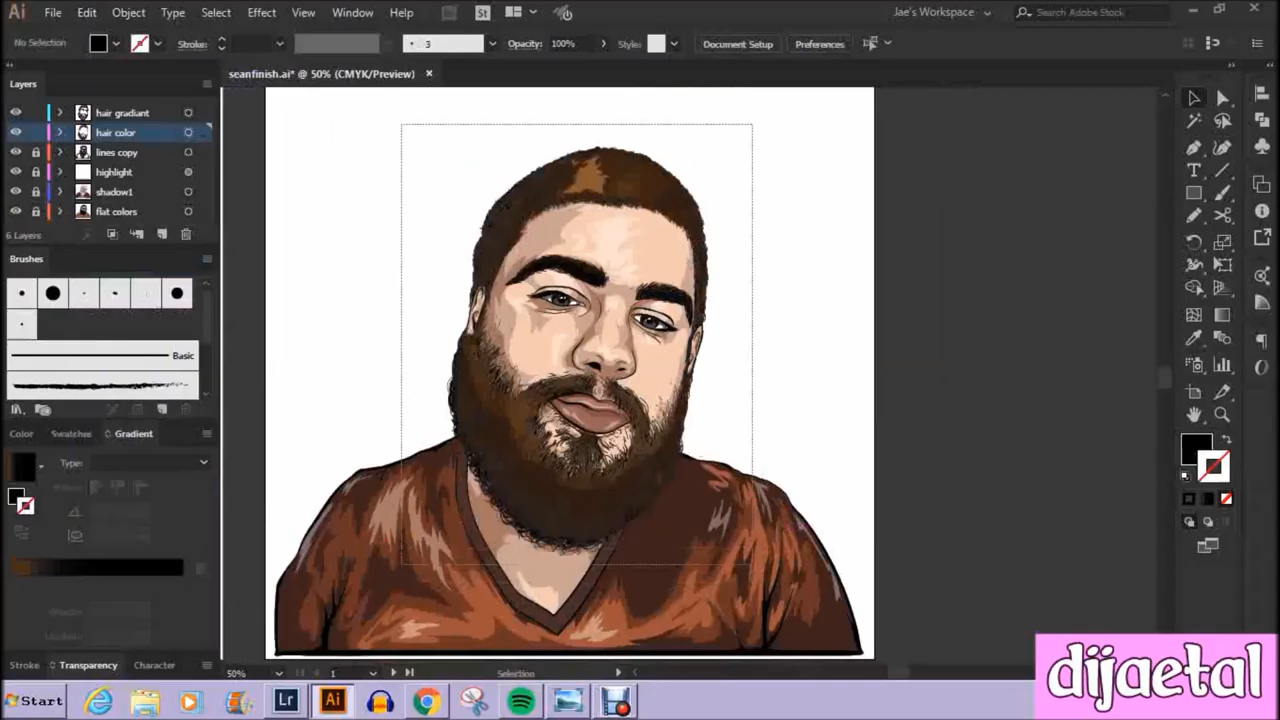 Ai File Edit Object Type Select Effect View Window Help St Jae's Workspace Search Adobe Stock
No Selection Stroke: 3 Opacity: 100% Style: Document Setup Preferences
seanfinish.ai* @ 50% (CMYK/Preview)
Layers
hair gradiant
hair color
lines copy
highlight
shadow1
flat colors
6 Layers
Brushes
Basic
Color Swatches Gradient
Type:
Stroke Transparency Character
50% 1 Selection
Start Lr Ai
dijaetal